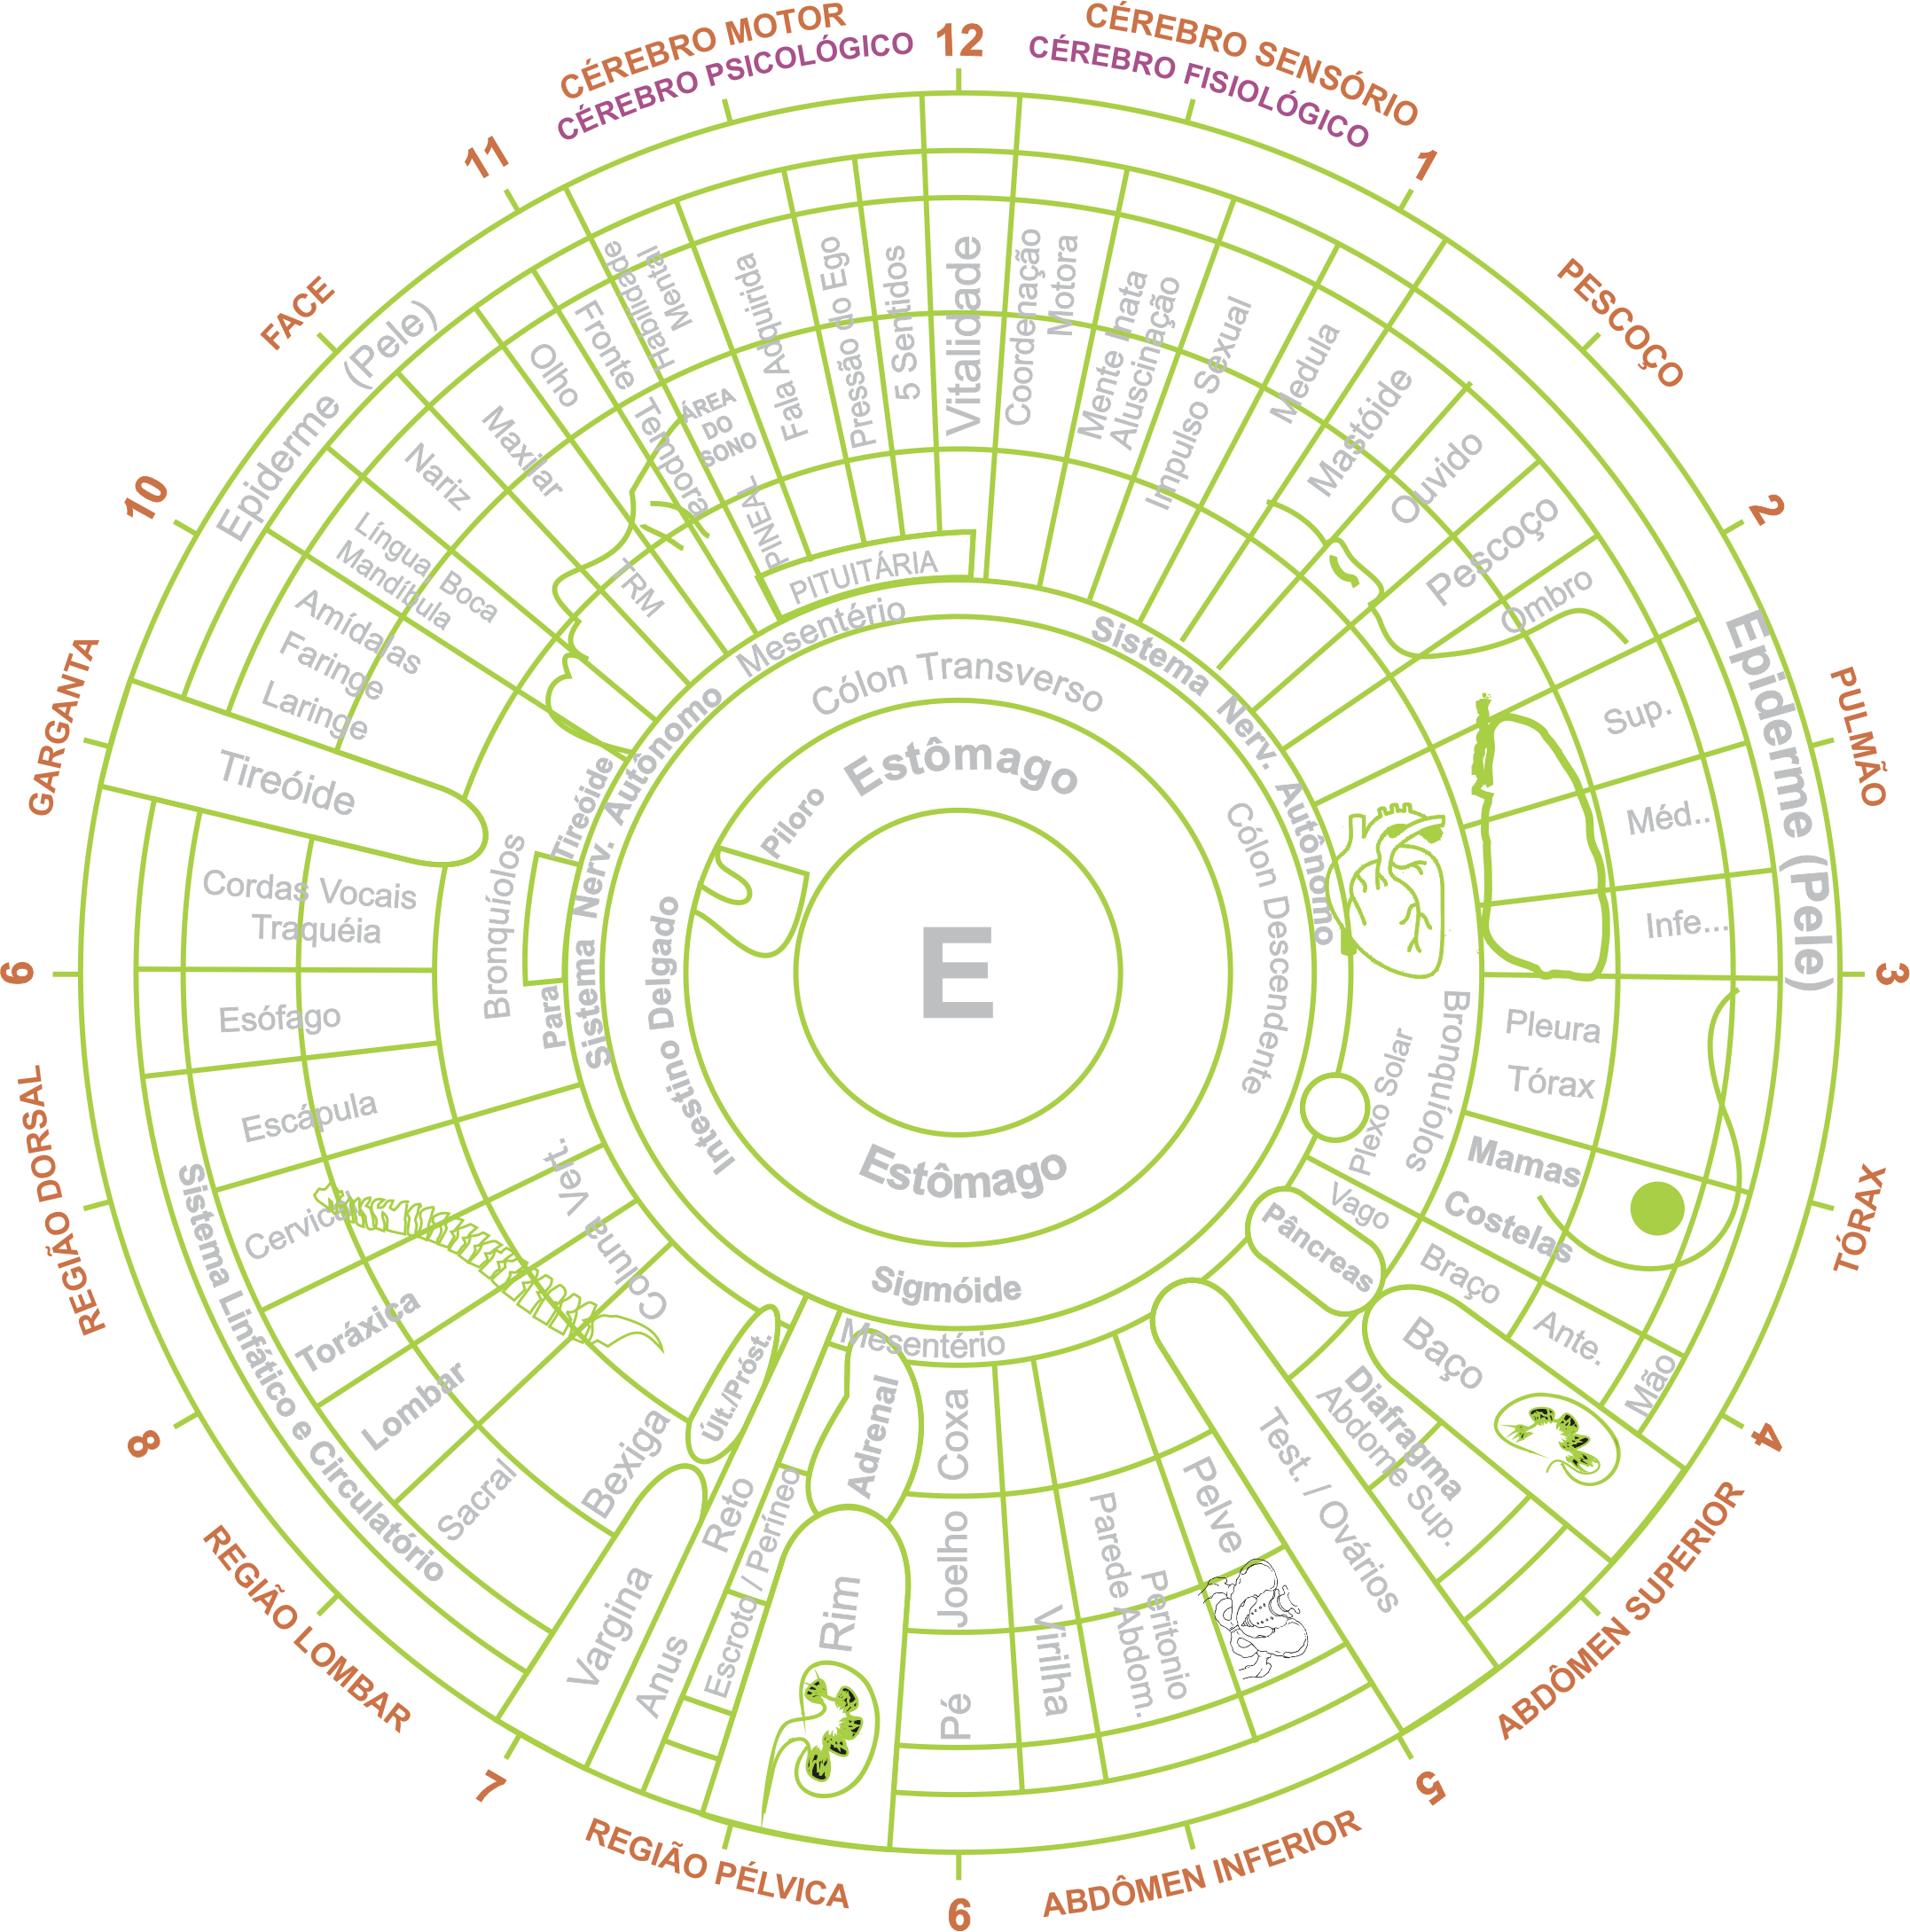 CÉREBRO MOTOR
CÉREBRO PSICOLÓGICO
12
CÉREBRO SENSÓRIO
CÉREBRO FISIOLÓGICO
1
PESCOÇO
2
PULMÃO
3
TÓRAX
4
ABDÔMEN SUPERIOR
5
ABDÔMEN INFERIOR
6
REGIÃO PÉLVICA
7
REGIÃO LOMBAR
8
REGIÃO DORSAL
9
GARGANTA
10
FACE
11
Epiderme (Pele)
Habilidade
Mental
Fala Adquirida
Pressão do Ego
5 Sentidos
Vitalidade
Coordenação
Motora
Mente Inata
Aluscinação
Impulso Sexual
Medula
Mastóide
Ouvido
Pescoço
Ombro
Epiderme (Pele)
Sup.
Méd..
Infe...
Pleura
Tórax
Mamas
Costelas
Bronquíolos
Plexo Solar
Vago
Braço
Ante.
Mão
Pâncreas
Baço
Diafragma
Abdome Sup.
Test. / Ovários
Pelve
Peritonio
Parede Abdom.
Virilha
Coxa
Joelho
Pé
Adrenal
Rim
Escroto / Períneo
Reto
Anus
Vargina
Últ./Próst.
Bexiga
Coluna Vert.
Sacral
Lombar
Toráxica
Cervical
Sistema Linfático e Circulatório
Escápula
Esófago
Cordas Vocais
Traquéia
Bronquíolos
Para
Tireóide
Tireóide
Amídalas
Faringe
Laringe
Língua Boca
Mandíbula
Nariz
Maxilar
Olho
Fronte
Temporal
TRM
ÁREA
DO
SONO
PINEAL
PITUITÁRIA
Mesentério
Sistema Nerv. Autônomo
Sistema Nerv. Autônomo
Cólon Transverso
Cólon Descendente
Sigmóide
Mesentério
Intestino Delgado
Piloro
Estômago
E
Estômago